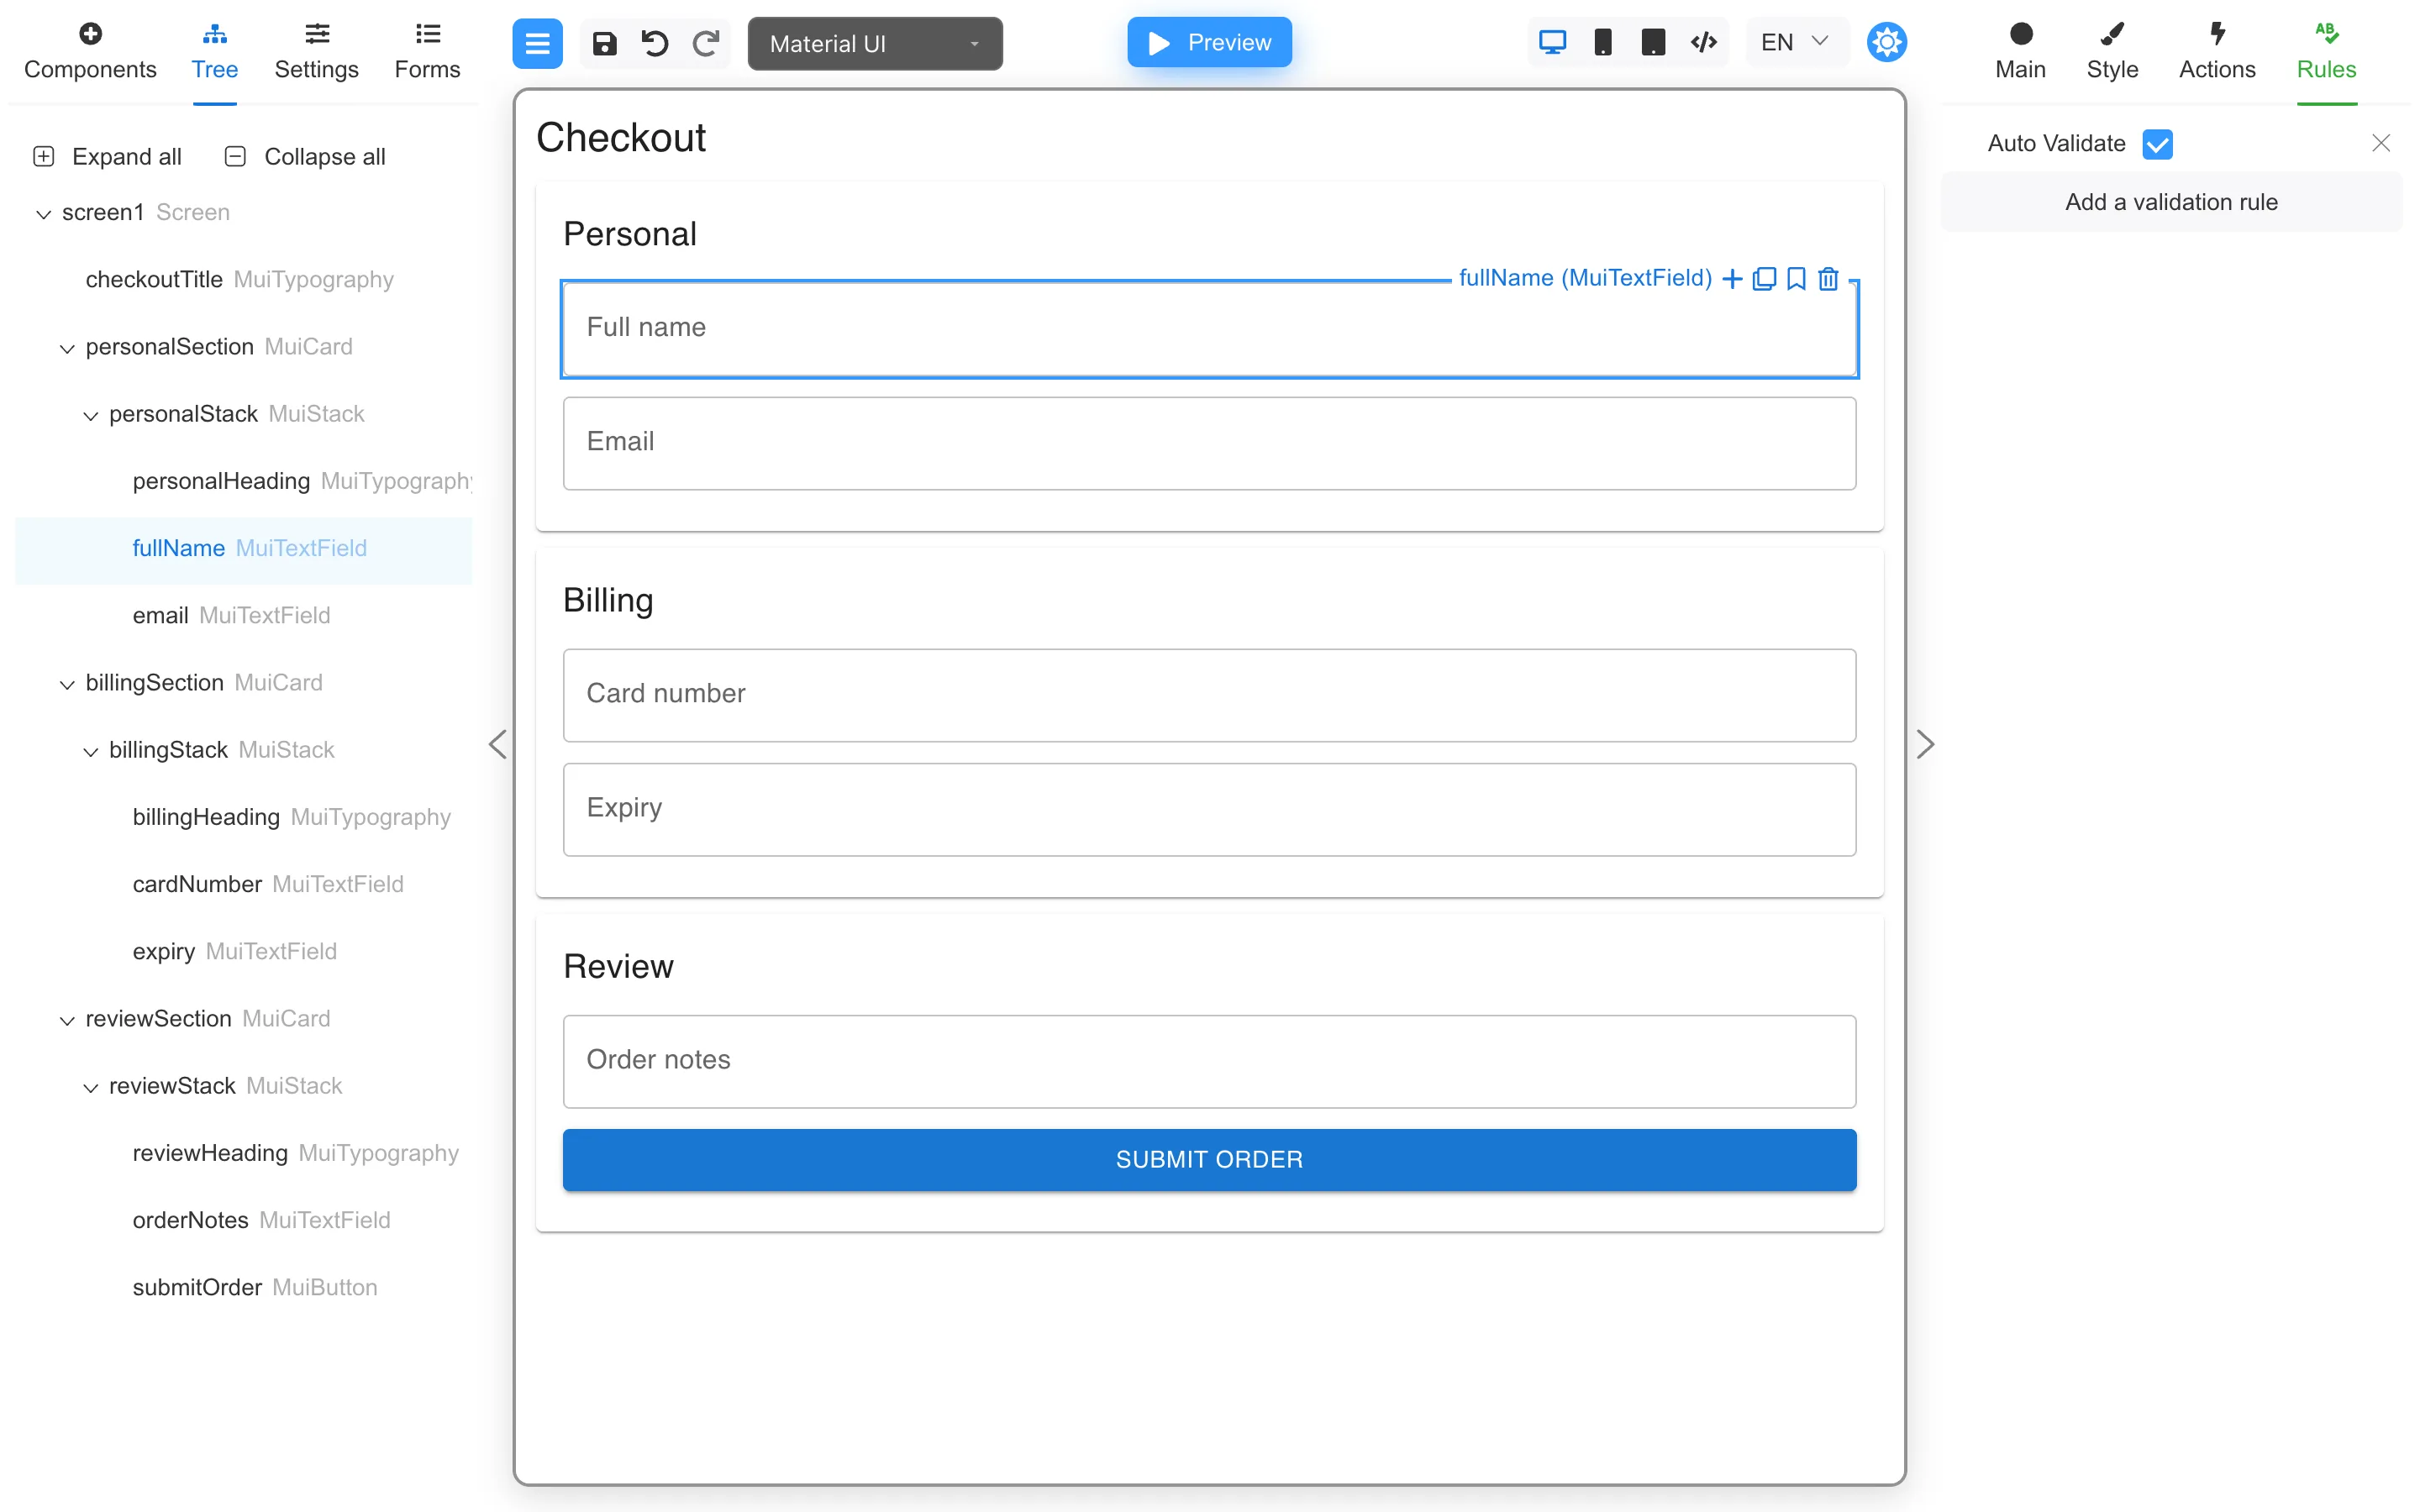 Components
Tree
Settings
Forms
Material UI
Preview
EN
Main
Style
Actions
AB
Rules
Expand all
Collapse all
screen1 Screen
checkoutTitle MuiTypography
personalSection MuiCard
personalStack MuiStack
personalHeading MuiTypography
fullName MuiTextField
email MuiTextField
billingSection MuiCard
billingStack MuiStack
billingHeading MuiTypography
cardNumber MuiTextField
expiry MuiTextField
reviewSection MuiCard
reviewStack MuiStack
reviewHeading MuiTypography
orderNotes MuiTextField
submitOrder MuiButton
Checkout
Personal
fullName (MuiTextField)
Full name
Email
Billing
Card number
Expiry
Review
Order notes
SUBMIT ORDER
Auto Validate
Add a validation rule